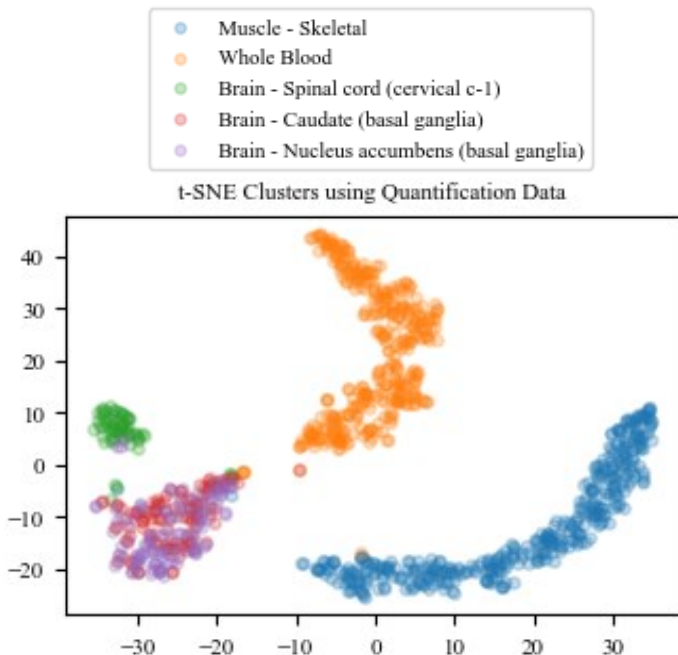 Muscle - Skeletal
Whole Blood
Brain - Spinal cord (cervical c-1)
Brain - Caudate (basal ganglia)
Brain - Nucleus accumbens (basal ganglia)
t-SNE Clusters using Quantification Data
40
30
20
10
0
−10
−20
−30 −20 −10 0 10 20 30